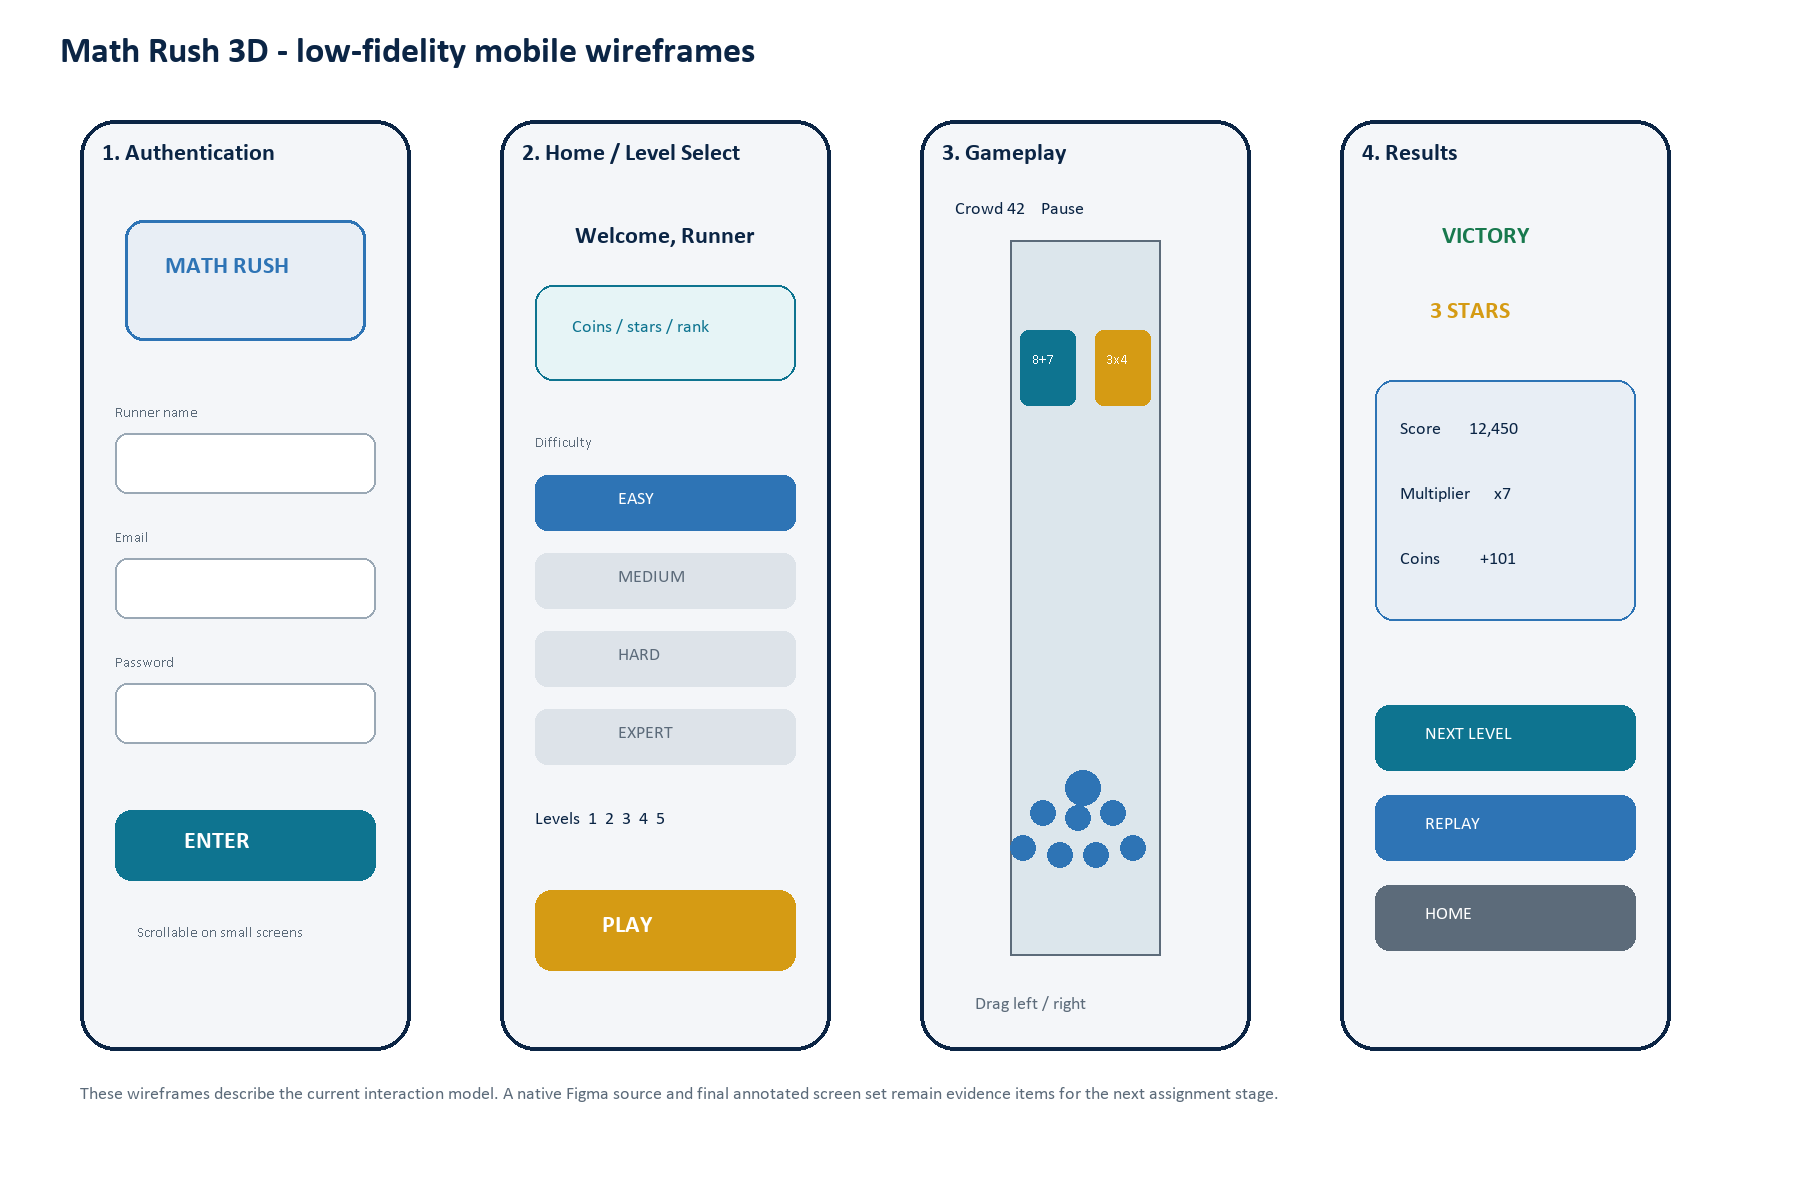 Math Rush 3D - low-fidelity mobile wireframes
1. Authentication
MATH RUSH
Runner name
Email
Password
ENTER
Scrollable on small screens
2. Home / Level Select
Welcome, Runner
Coins / stars / rank
Difficulty
EASY
MEDIUM
HARD
EXPERT
Levels 1 2 3 4 5
PLAY
3. Gameplay
Crowd 42 Pause
8+7 3x4
Drag left / right
4. Results
VICTORY
3 STARS
Score 12,450
Multiplier x7
Coins +101
NEXT LEVEL
REPLAY
HOME
These wireframes describe the current interaction model. A native Figma source and final annotated screen set remain evidence items for the next assignment stage.